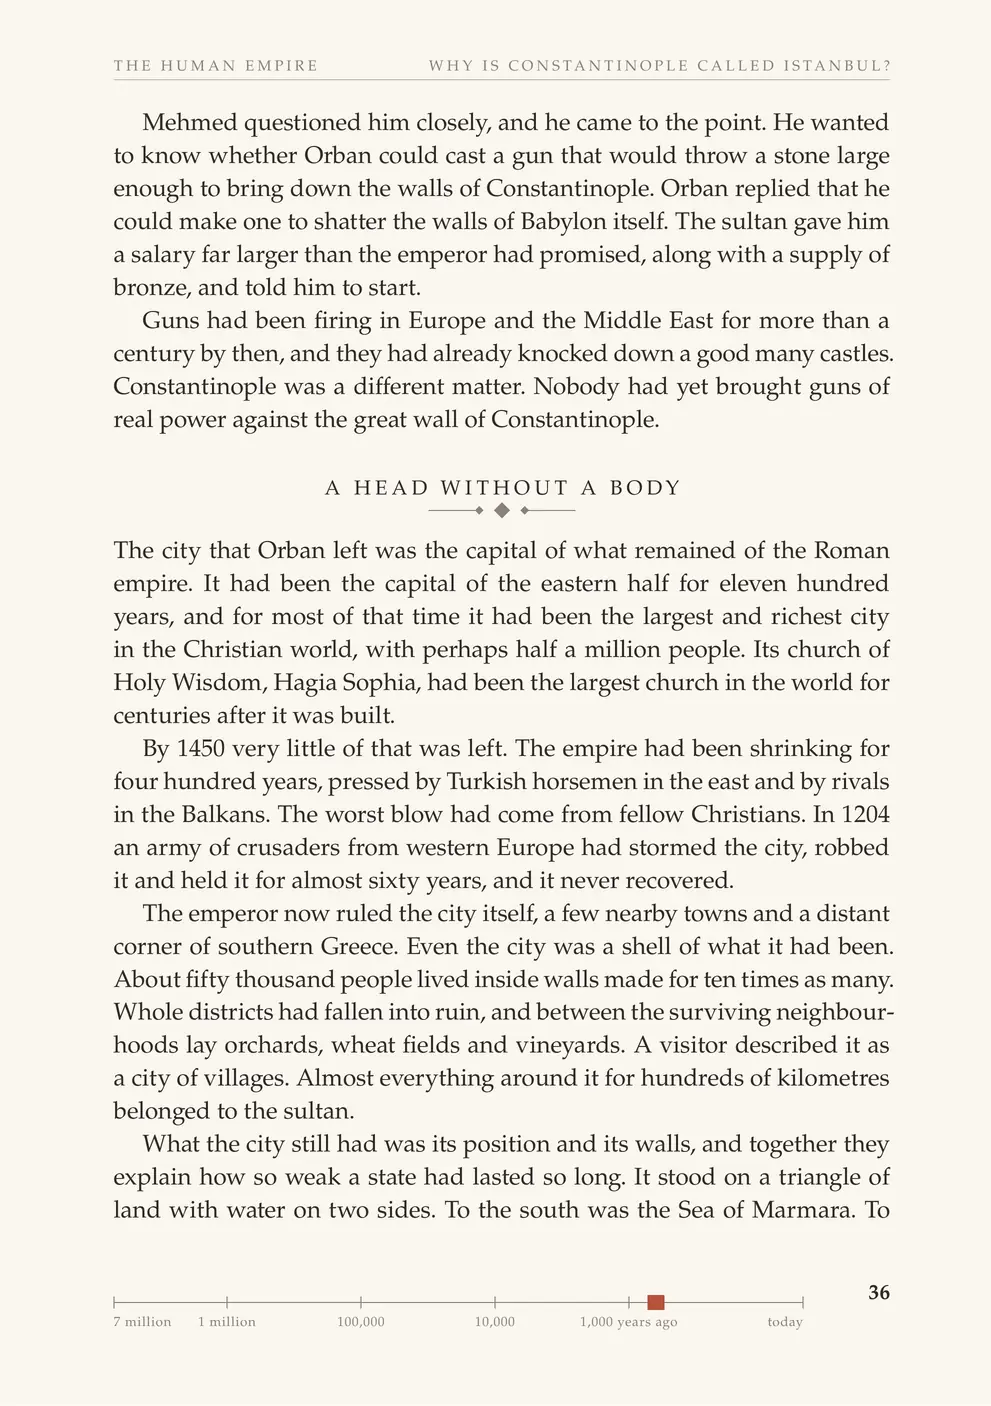 THE HUMAN EMPIRE
WHY IS CONSTANTINOPLE CALLED ISTANBUL?
Mehmed questioned him closely, and he came to the point. He wanted
to know whether Orban could cast a gun that would throw a stone large
enough to bring down the walls of Constantinople. Orban replied that he
could make one to shatter the walls of Babylon itself. The sultan gave him
a salary far larger than the emperor had promised, along with a supply of
bronze, and told him to start.
Guns had been firing in Europe and the Middle East for more than a
century by then, and they had already knocked down a good many castles.
Constantinople was a different matter. Nobody had yet brought guns of
real power against the great wall of Constantinople.
A HEAD WITHOUT A BODY
The city that Orban left was the capital of what remained of the Roman
empire. It had been the capital of the eastern half for eleven hundred
years, and for most of that time it had been the largest and richest city
in the Christian world, with perhaps half a million people. Its church of
Holy Wisdom, Hagia Sophia, had been the largest church in the world for
centuries after it was built.
By 1450 very little of that was left. The empire had been shrinking for
four hundred years, pressed by Turkish horsemen in the east and by rivals
in the Balkans. The worst blow had come from fellow Christians. In 1204
an army of crusaders from western Europe had stormed the city, robbed
it and held it for almost sixty years, and it never recovered.
The emperor now ruled the city itself, a few nearby towns and a distant
corner of southern Greece. Even the city was a shell of what it had been.
About fifty thousand people lived inside walls made for ten times as many.
Whole districts had fallen into ruin, and between the surviving neighbour-
hoods lay orchards, wheat fields and vineyards. A visitor described it as
a city of villages. Almost everything around it for hundreds of kilometres
belonged to the sultan.
What the city still had was its position and its walls, and together they
explain how so weak a state had lasted so long. It stood on a triangle of
land with water on two sides. To the south was the Sea of Marmara. To
36
7 million 1 million 100,000 10,000 1,000 years ago today